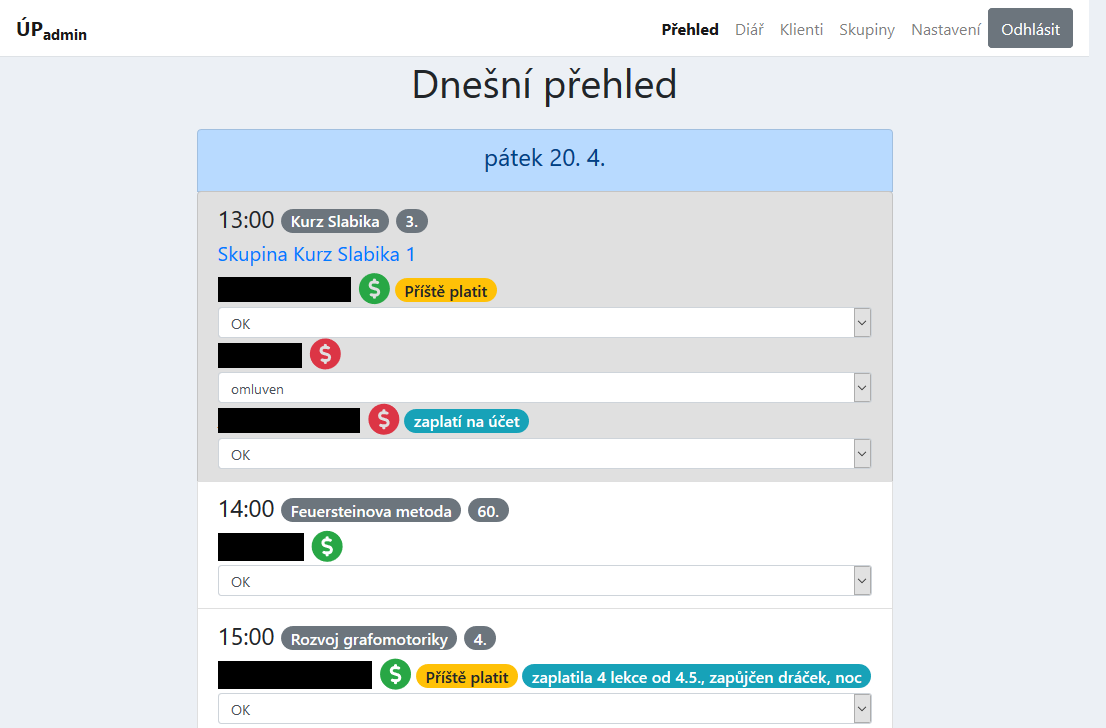 ÚPadmin
Přehled Diář Klienti Skupiny Nastavení Odhlásit
Dnešní přehled
pátek 20. 4.
13:00 Kurz Slabika 3.
Skupina Kurz Slabika 1
$ Příště platit
OK
$
omluven
$ zaplatí na účet
OK
14:00 Feuersteinova metoda 60.
$
OK
15:00 Rozvoj grafomotoriky 4.
$ Příště platit zaplatila 4 lekce od 4.5., zapůjčen dráček, noc
OK